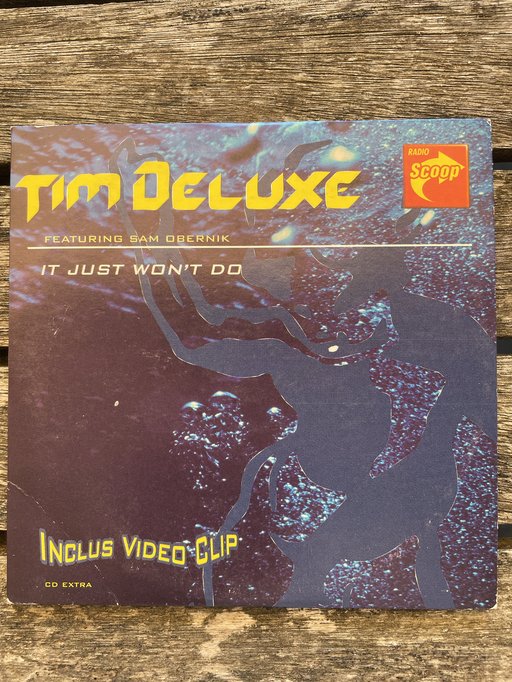 TIM DELUXE
RADIO
Scoop
FEATURING SAM OBERNIK
IT JUST WON'T DO
INCLUS VIDEO CLIP
CD EXTRA